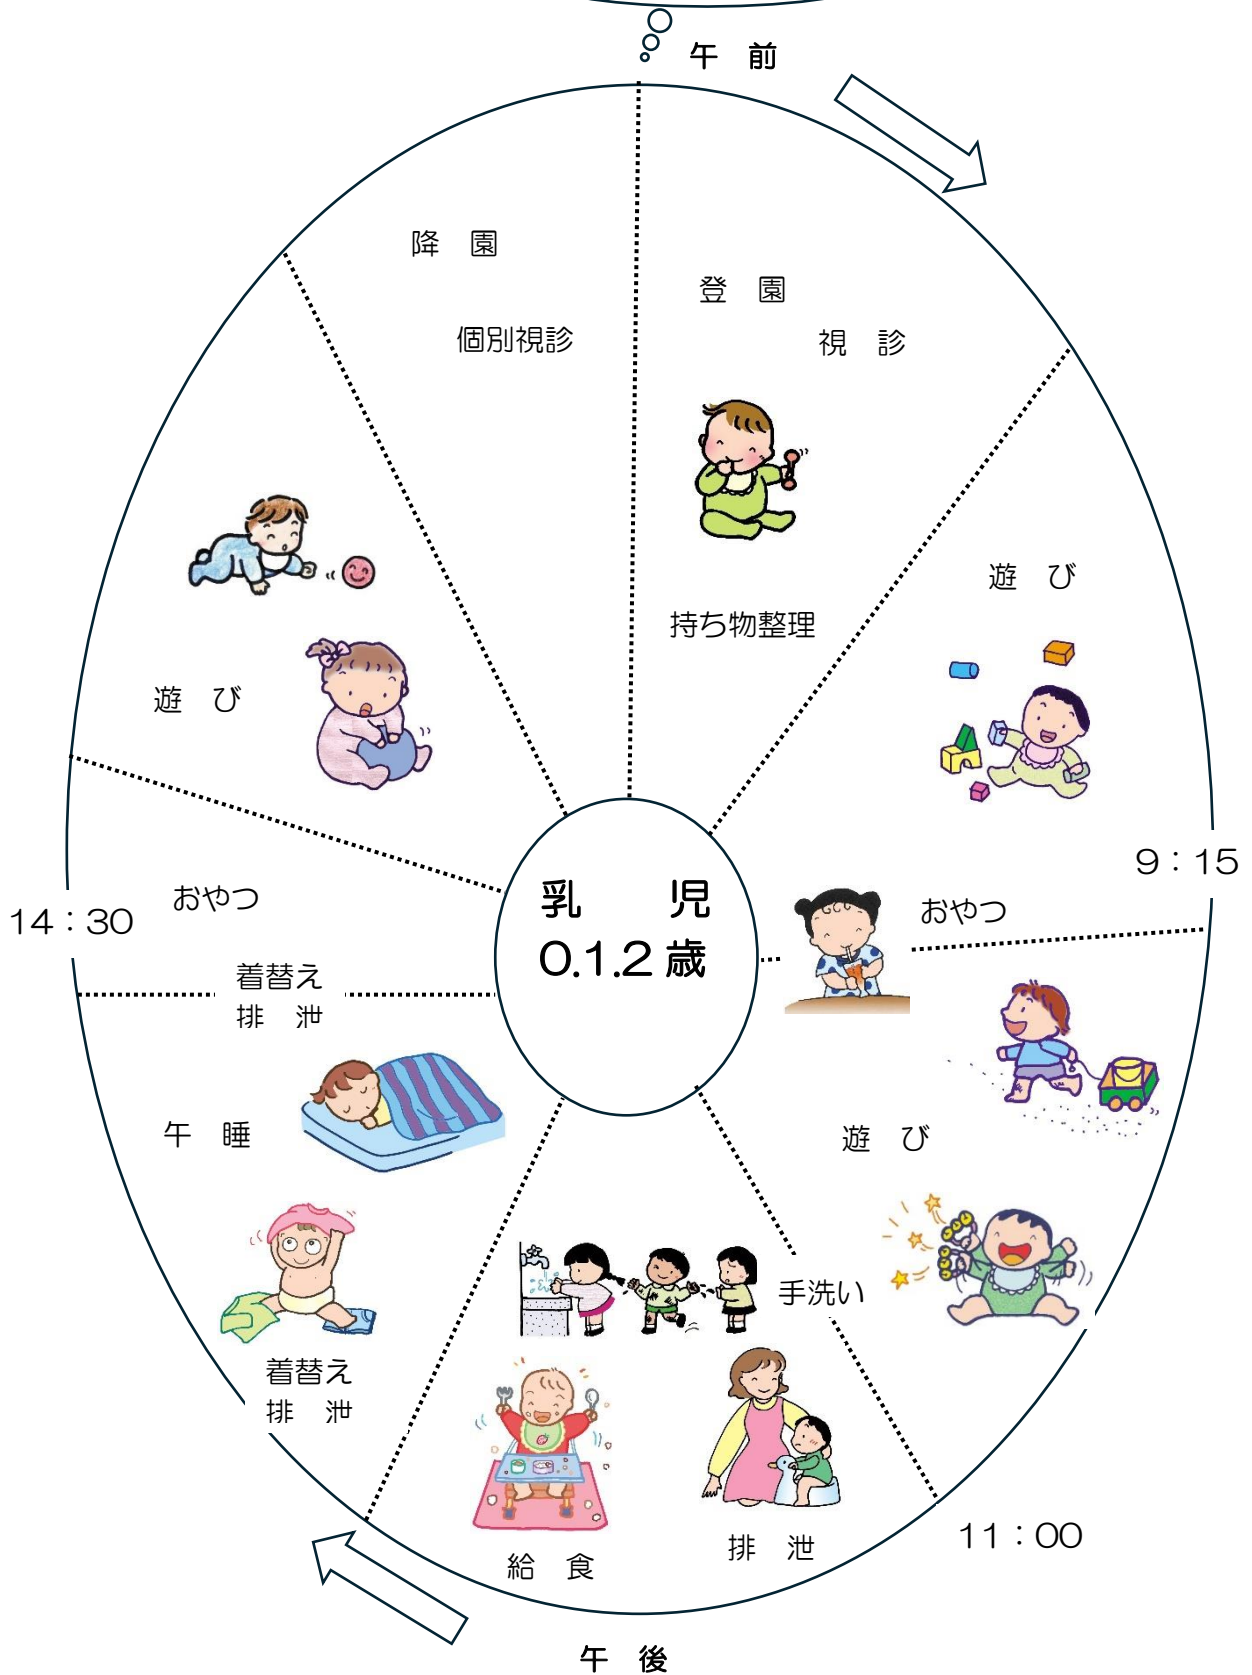 午　前
降　園
個別視診
登　園
視　診
持ち物整理
遊　び
9：15
おやつ
遊　び
手洗い
11：00
排　泄
給　食
午　後
着替え
排　泄
午　睡
着替え
排　泄
14：30
おやつ
遊　び
乳　　児
0.1.2 歳